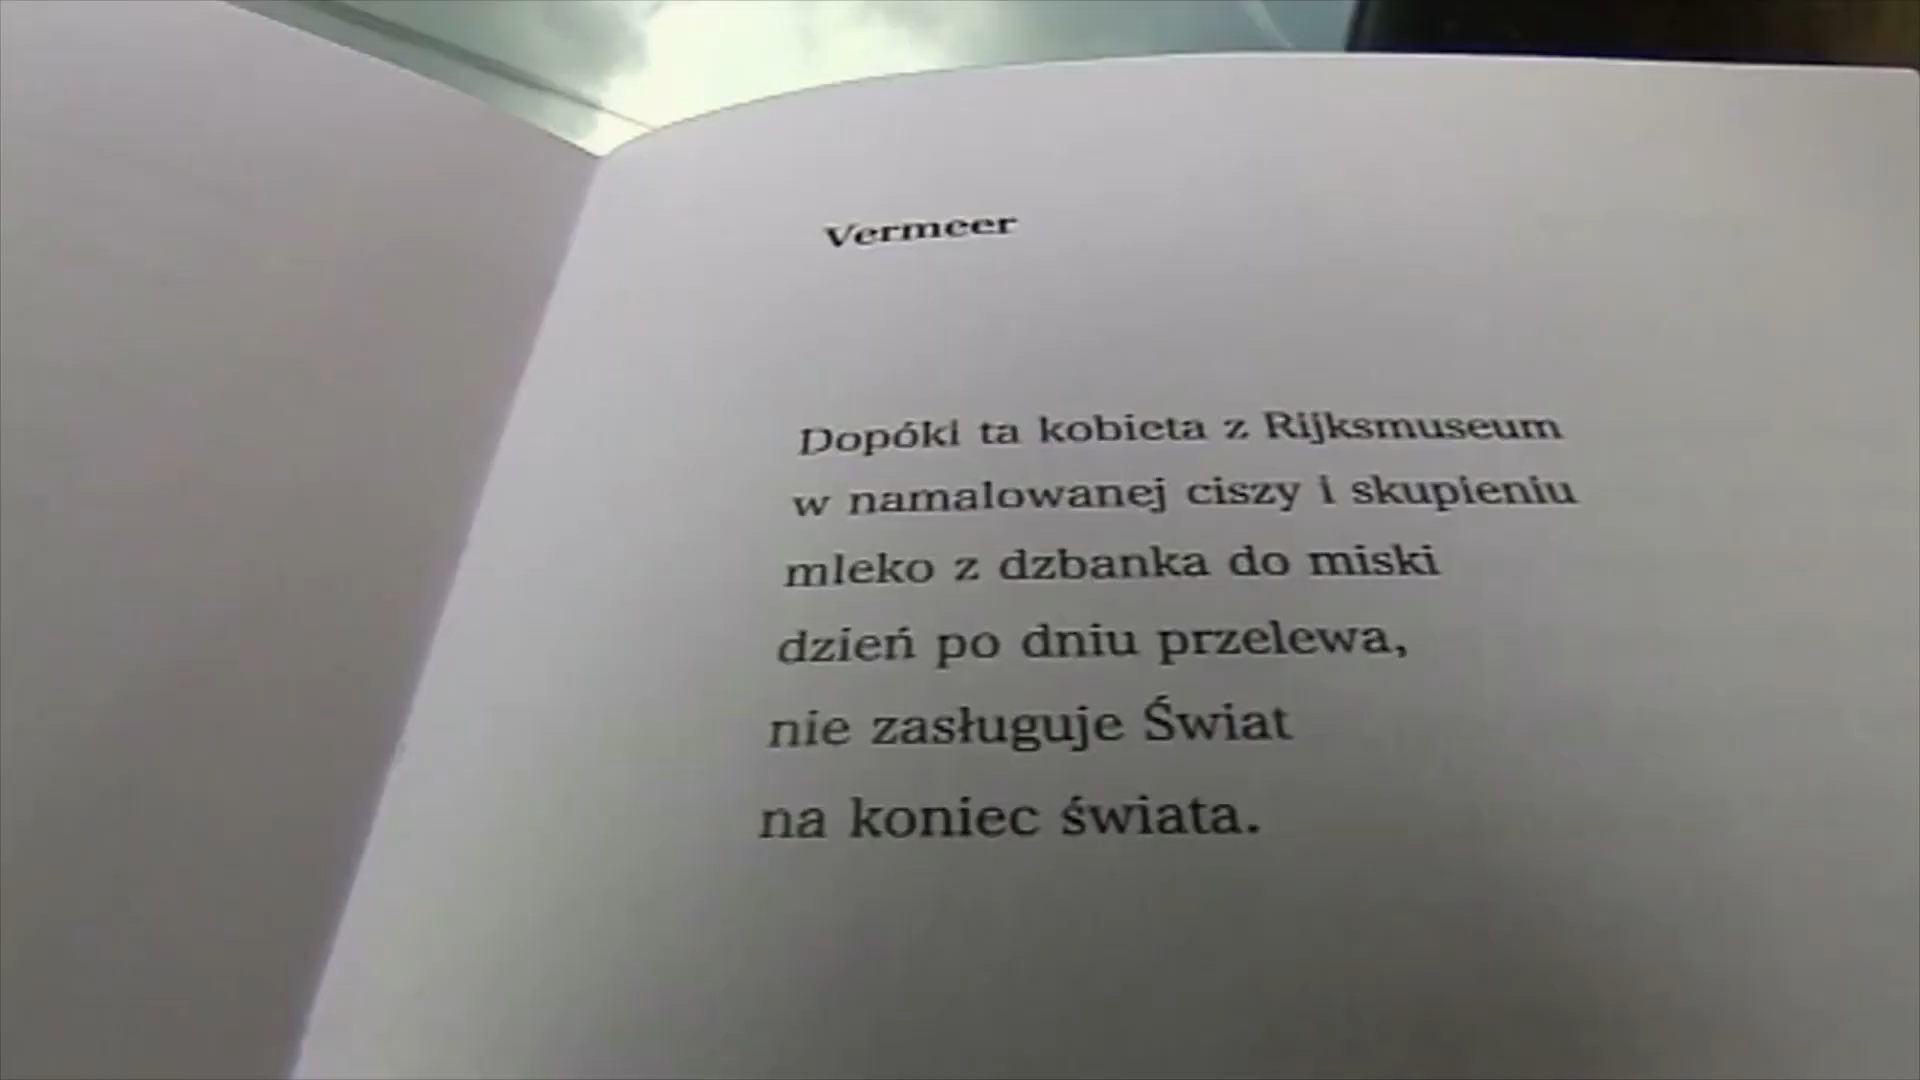 Vermeer
Dopóki ta kobieta z Rijksmuseum
w namalowanej ciszy i skupieniu
mleko z dzbanka do miski
dzień po dniu przelewa,
nie zasługuje Świat
na koniec świata.